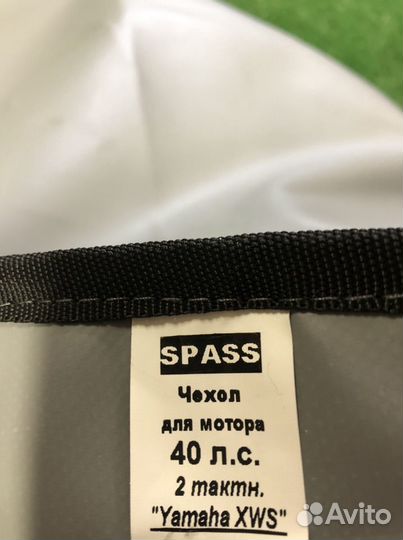 SPASS
Чехол
для мотора
40 л.с.
2 тактн.
"Yamaha XWS"
Avito